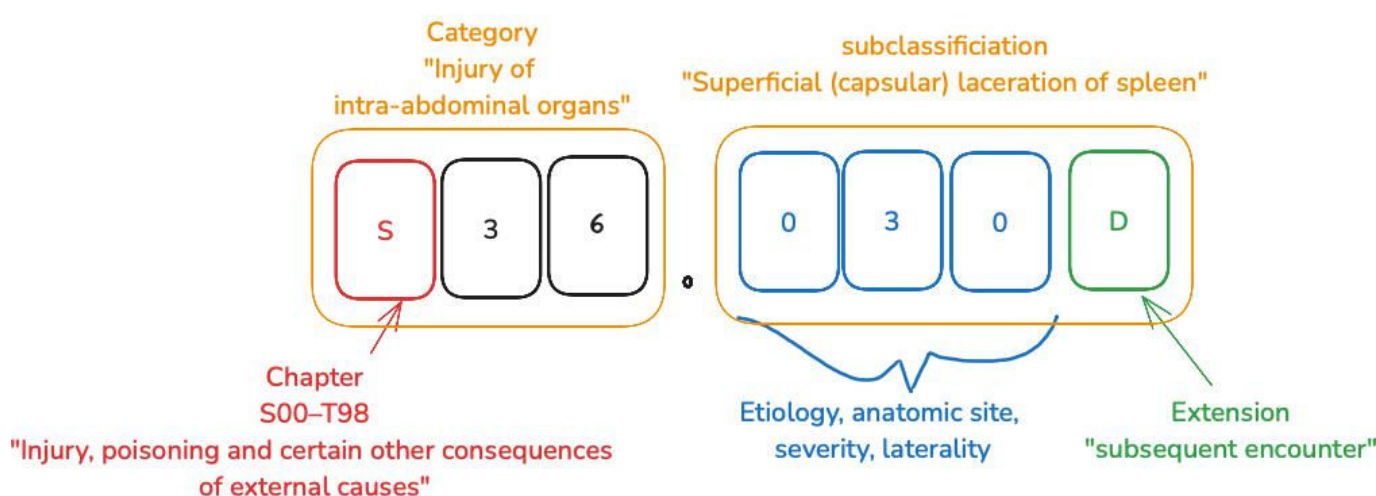 Category
"Injury of
intra-abdominal organs"
subclassificiation
"Superficial (capsular) laceration of spleen"
S 3 6 . 0 3 0 D
Chapter
S00–T98
"Injury, poisoning and certain other consequences
of external causes"
Etiology, anatomic site,
severity, laterality
Extension
"subsequent encounter"